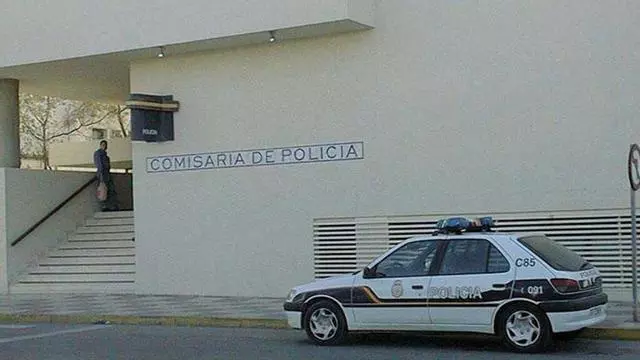 POLICIA
COMISARIA DE POLICIA
C85
POLICIA
091